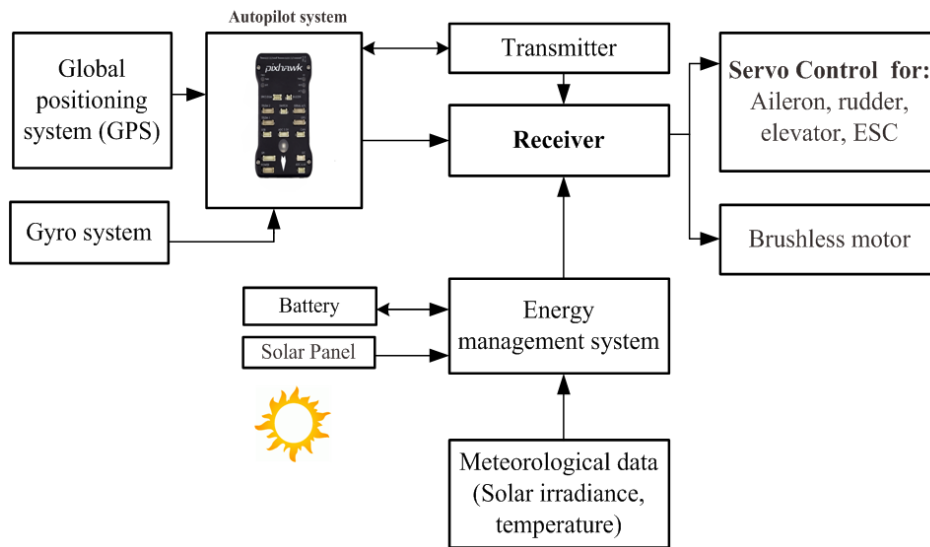 Autopilot system
Global
positioning
system (GPS)
pixhawk
Transmitter
Receiver
Servo Control for:
Aileron, rudder,
elevator, ESC
Gyro system
Brushless motor
Battery
Solar Panel
Energy
management system
Meteorological data
(Solar irradiance,
temperature)